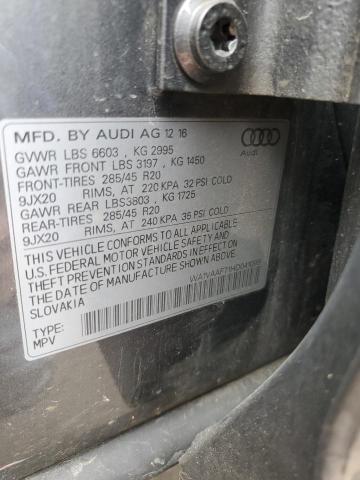 MFD. BY AUDI AG 12 16
GVWR LBS 6603 , KG 2995
GAWR FRONT LBS 3197 , KG 1450
FRONT-TIRES 285/45 R20
9JX20 RIMS, AT 220 KPA 32 PSI COLD
GAWR REAR LBS3803 , KG 1725
REAR-TIRES 285/45 R20
9JX20 RIMS, AT 240 KPA 35 PSI COLD
THIS VEHICLE CONFORMS TO ALL APPLICABLE
U.S. FEDERAL MOTOR VEHICLE SAFETY AND
THEFT PREVENTION STANDARDS IN EFFECT ON
THE DATE OF MANUFACTURE SHOWN ABOVE
SLOVAKIA
TYPE:
MPV